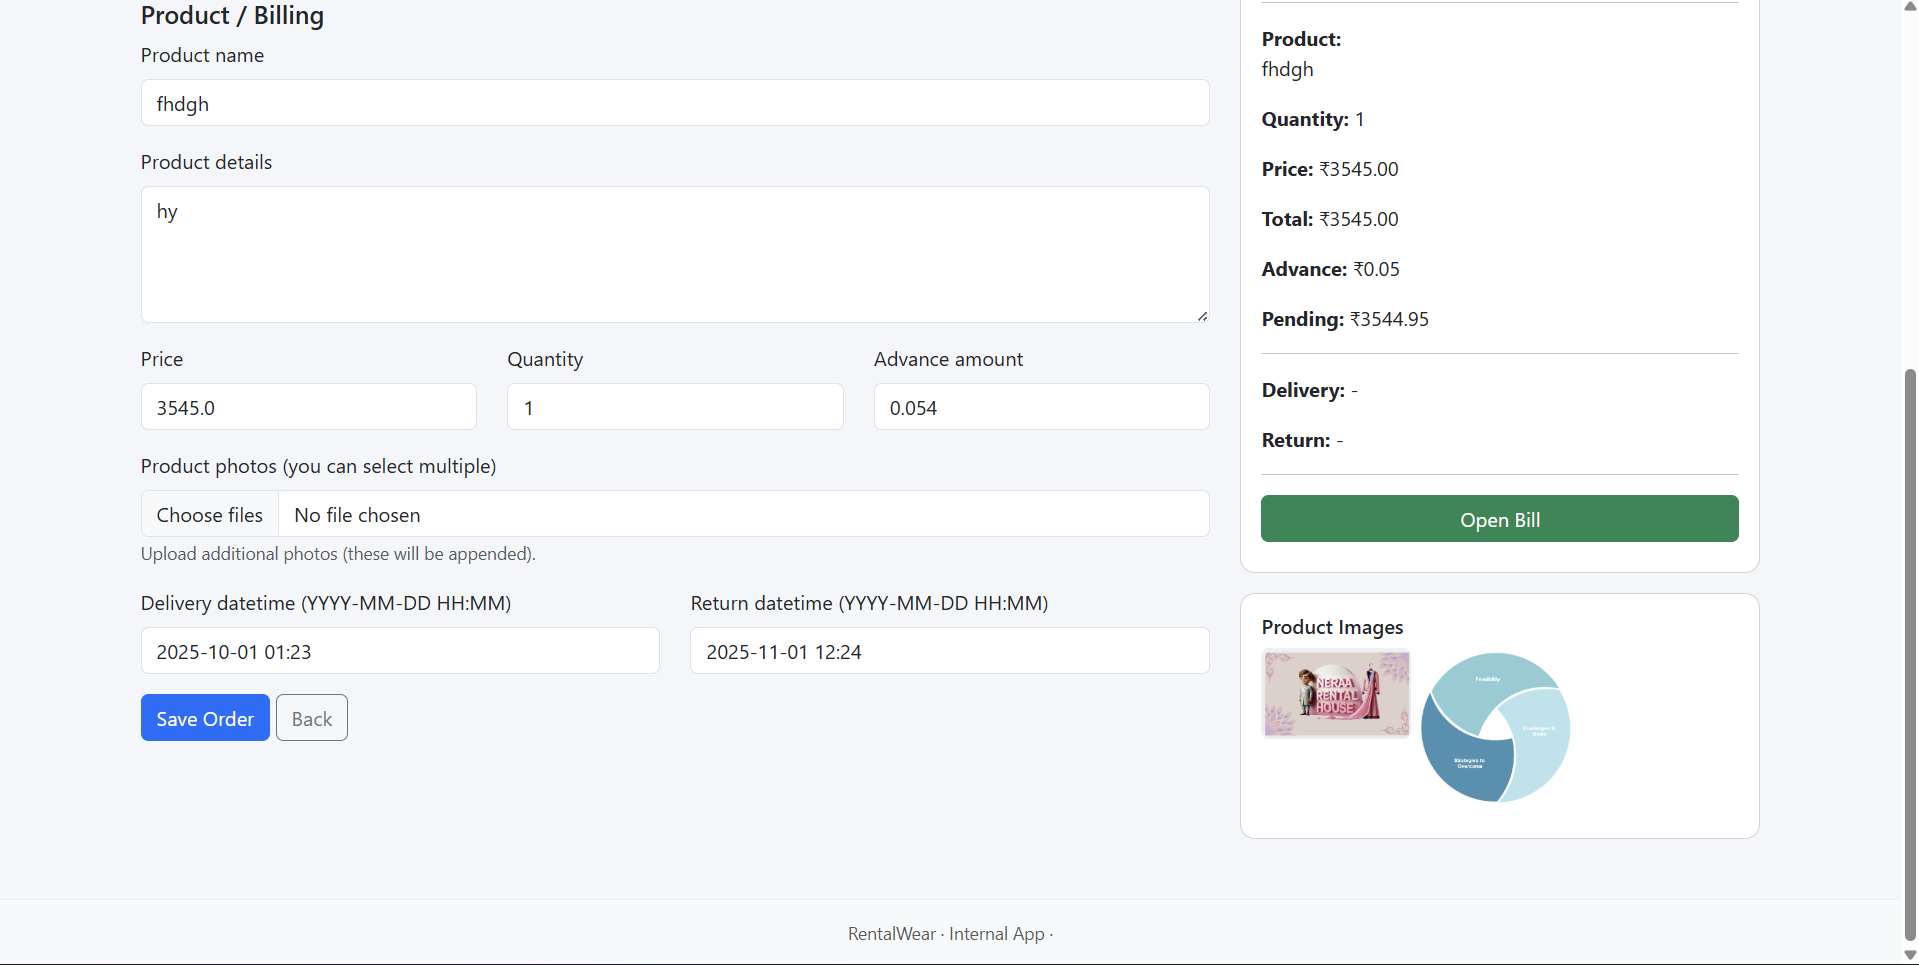 Product / Billing
Product name
fhdgh
Product details
hy
Price
Quantity
Advance amount
3545.0
1
0.054
Product photos (you can select multiple)
Choose files
No file chosen
Upload additional photos (these will be appended).
Delivery datetime (YYYY-MM-DD HH:MM)
Return datetime (YYYY-MM-DD HH:MM)
2025-10-01 01:23
2025-11-01 12:24
Save Order
Back
Product:
fhdgh
Quantity: 1
Price: ₹3545.00
Total: ₹3545.00
Advance: ₹0.05
Pending: ₹3544.95
Delivery: -
Return: -
Open Bill
Product Images
NERAA
RENTAL
HOUSE
Feasibility
Challenges &
Risks
Strategies to
Overcome
RentalWear · Internal App ·